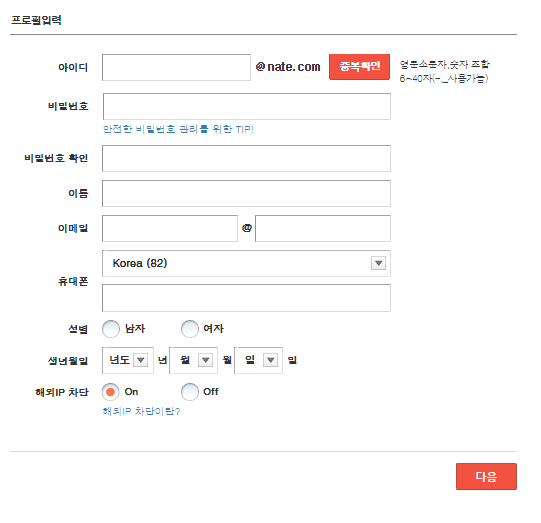 프로필입력
아이디 @nate.com 중복확인 영문소문자,숫자 조합
6~40자(-,_사용가능)
비밀번호
안전한 비밀번호 관리를 위한 TIP!
비밀번호 확인
이름
이메일 @
휴대폰 Korea (82)
성별 남자 여자
생년월일 년도 년 월 월 일 일
해외IP 차단 On Off
해외IP 차단이란?
다음